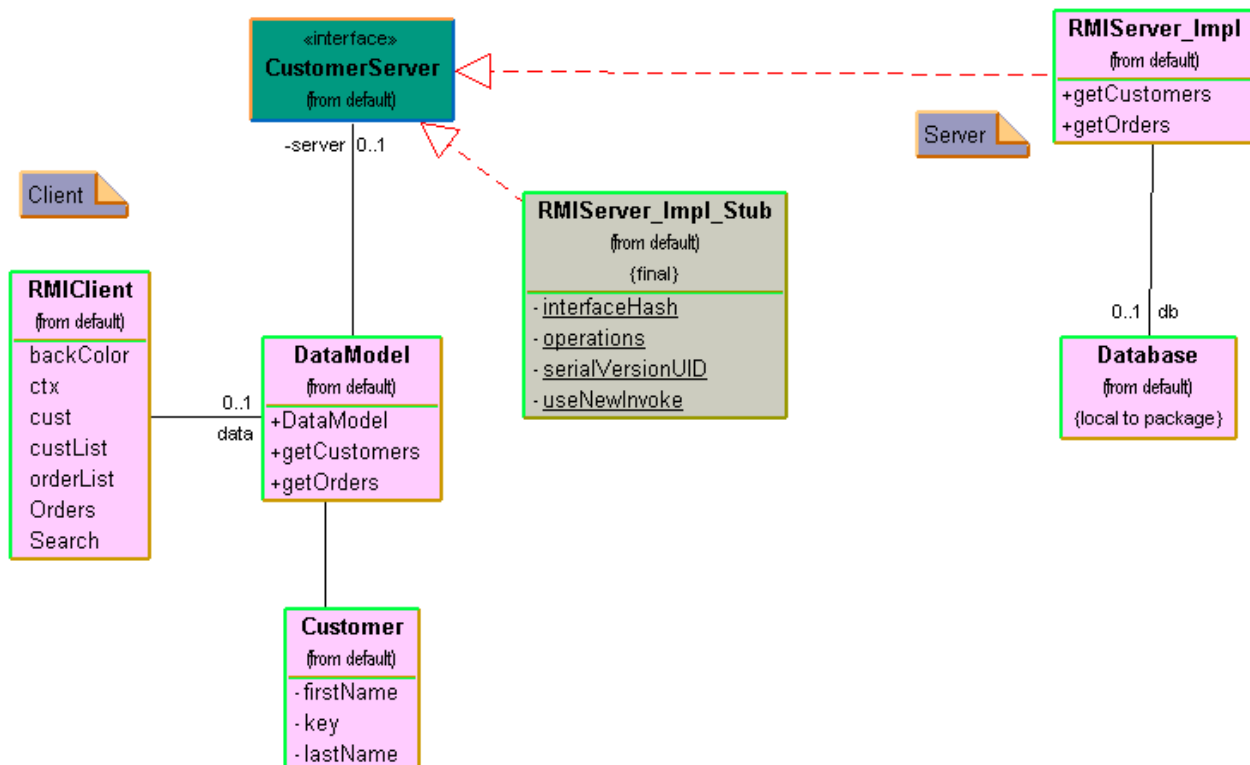 «interface»
CustomerServer
(from default)
-server 0..1
Client
RMIServer_Impl
(from default)
+getCustomers
+getOrders
Server
RMIServer_Impl_Stub
(from default)
{final}
- interfaceHash
- operations
- serialVersionUID
- useNewInvoke
RMIClient
(from default)
backColor
ctx
cust
custList
orderList
Orders
Search
0..1
data
DataModel
(from default)
+DataModel
+getCustomers
+getOrders
0..1 db
Database
(from default)
{local to package}
Customer
(from default)
- firstName
- key
- lastName